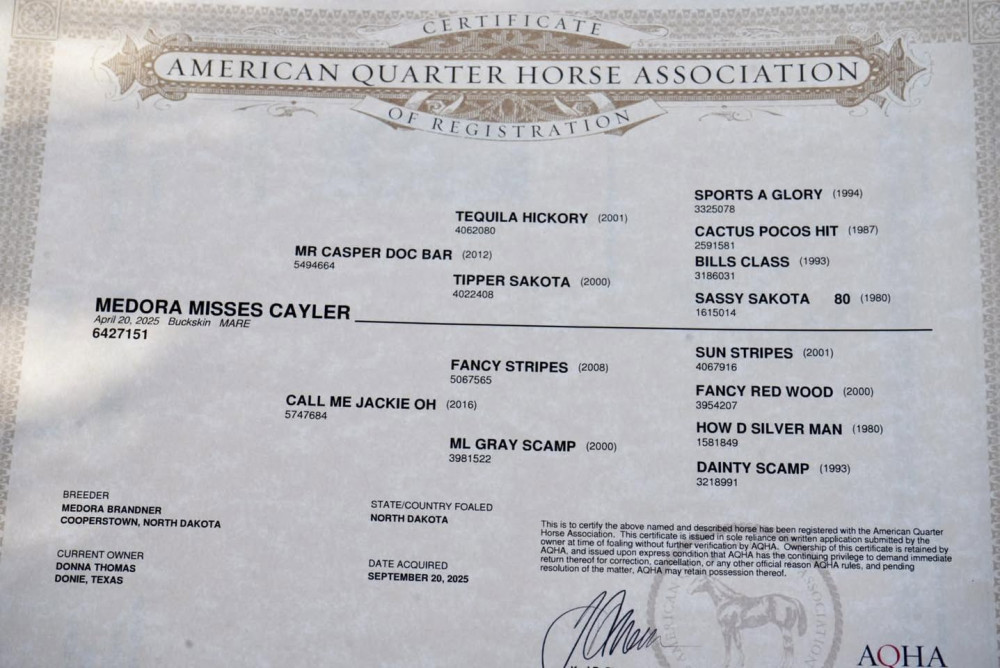 CERTIFICATE
AMERICAN QUARTER HORSE ASSOCIATION
OF REGISTRATION
SPORTS A GLORY (1994)
3325078
TEQUILA HICKORY (2001)
4062080
CACTUS POCOS HIT (1987)
2591581
MR CASPER DOC BAR (2012)
5494664
BILLS CLASS (1993)
3186031
TIPPER SAKOTA (2000)
4022408
SASSY SAKOTA 80 (1980)
1615014
MEDORA MISSES CAYLER
April 20, 2025 Buckskin MARE
6427151
SUN STRIPES (2001)
4067916
FANCY STRIPES (2008)
5067565
FANCY RED WOOD (2000)
3954207
CALL ME JACKIE OH (2016)
5747684
HOW D SILVER MAN (1980)
1581849
ML GRAY SCAMP (2000)
3981522
DAINTY SCAMP (1993)
3218991
BREEDER
MEDORA BRANDNER
COOPERSTOWN, NORTH DAKOTA
STATE/COUNTRY FOALED
NORTH DAKOTA
CURRENT OWNER
DONNA THOMAS
DONIE, TEXAS
DATE ACQUIRED
SEPTEMBER 20, 2025
This is to certify the above named and described horse has been registered with the American Quarter
Horse Association. This certificate is issued in sole reliance on written application submitted by the
owner at time of foaling without further verification by AQHA. Ownership of this certificate is retained by
AQHA, and issued upon express condition that AQHA has the continuing privilege to demand immediate
return thereof for correction, cancellation, or any other official reason AQHA rules, and pending
resolution of the matter, AQHA may retain possession thereof.
AMERICAN
ASSOCIATION
AQHA